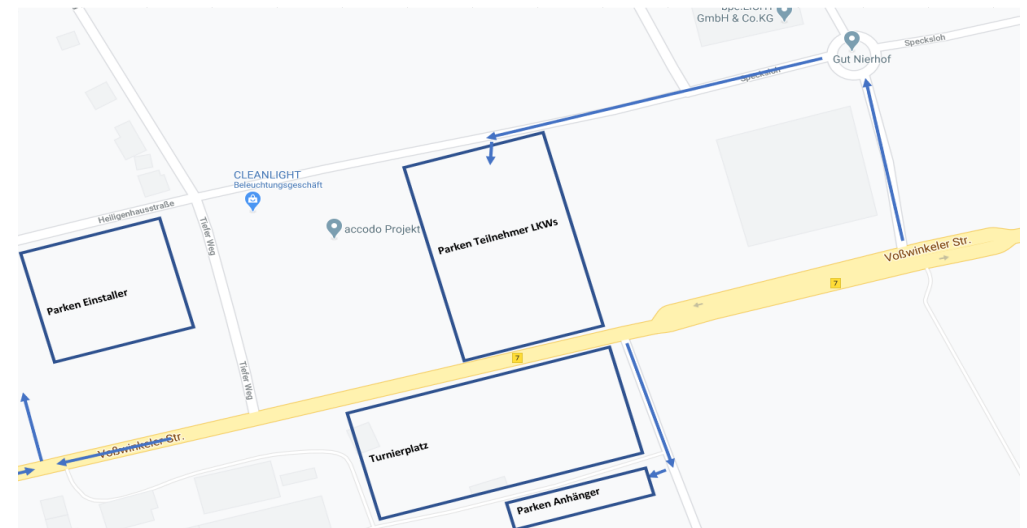 bpc.LIGHT
GmbH & Co.KG
Specksloh
Gut Nierhof
Specksloh
CLEANLIGHT
Beleuchtungsgeschäft
Heiligenhausstraße
Tiefer Weg
accodo Projekt
Parken Teilnehmer LKWs
Voßwinkeler Str.
7
Parken Einstaller
7
Tiefer Weg
Voßwinkeler Str.
Turnierplatz
Parken Anhänger